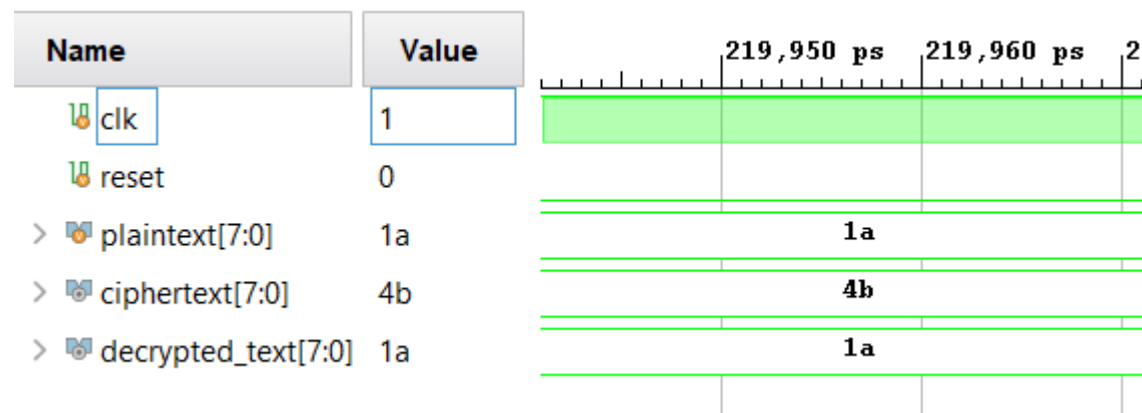 Name Value 219,950 ps 219,960 ps 2
clk 1
reset 0
plaintext[7:0] 1a 1a
ciphertext[7:0] 4b 4b
decrypted_text[7:0] 1a 1a